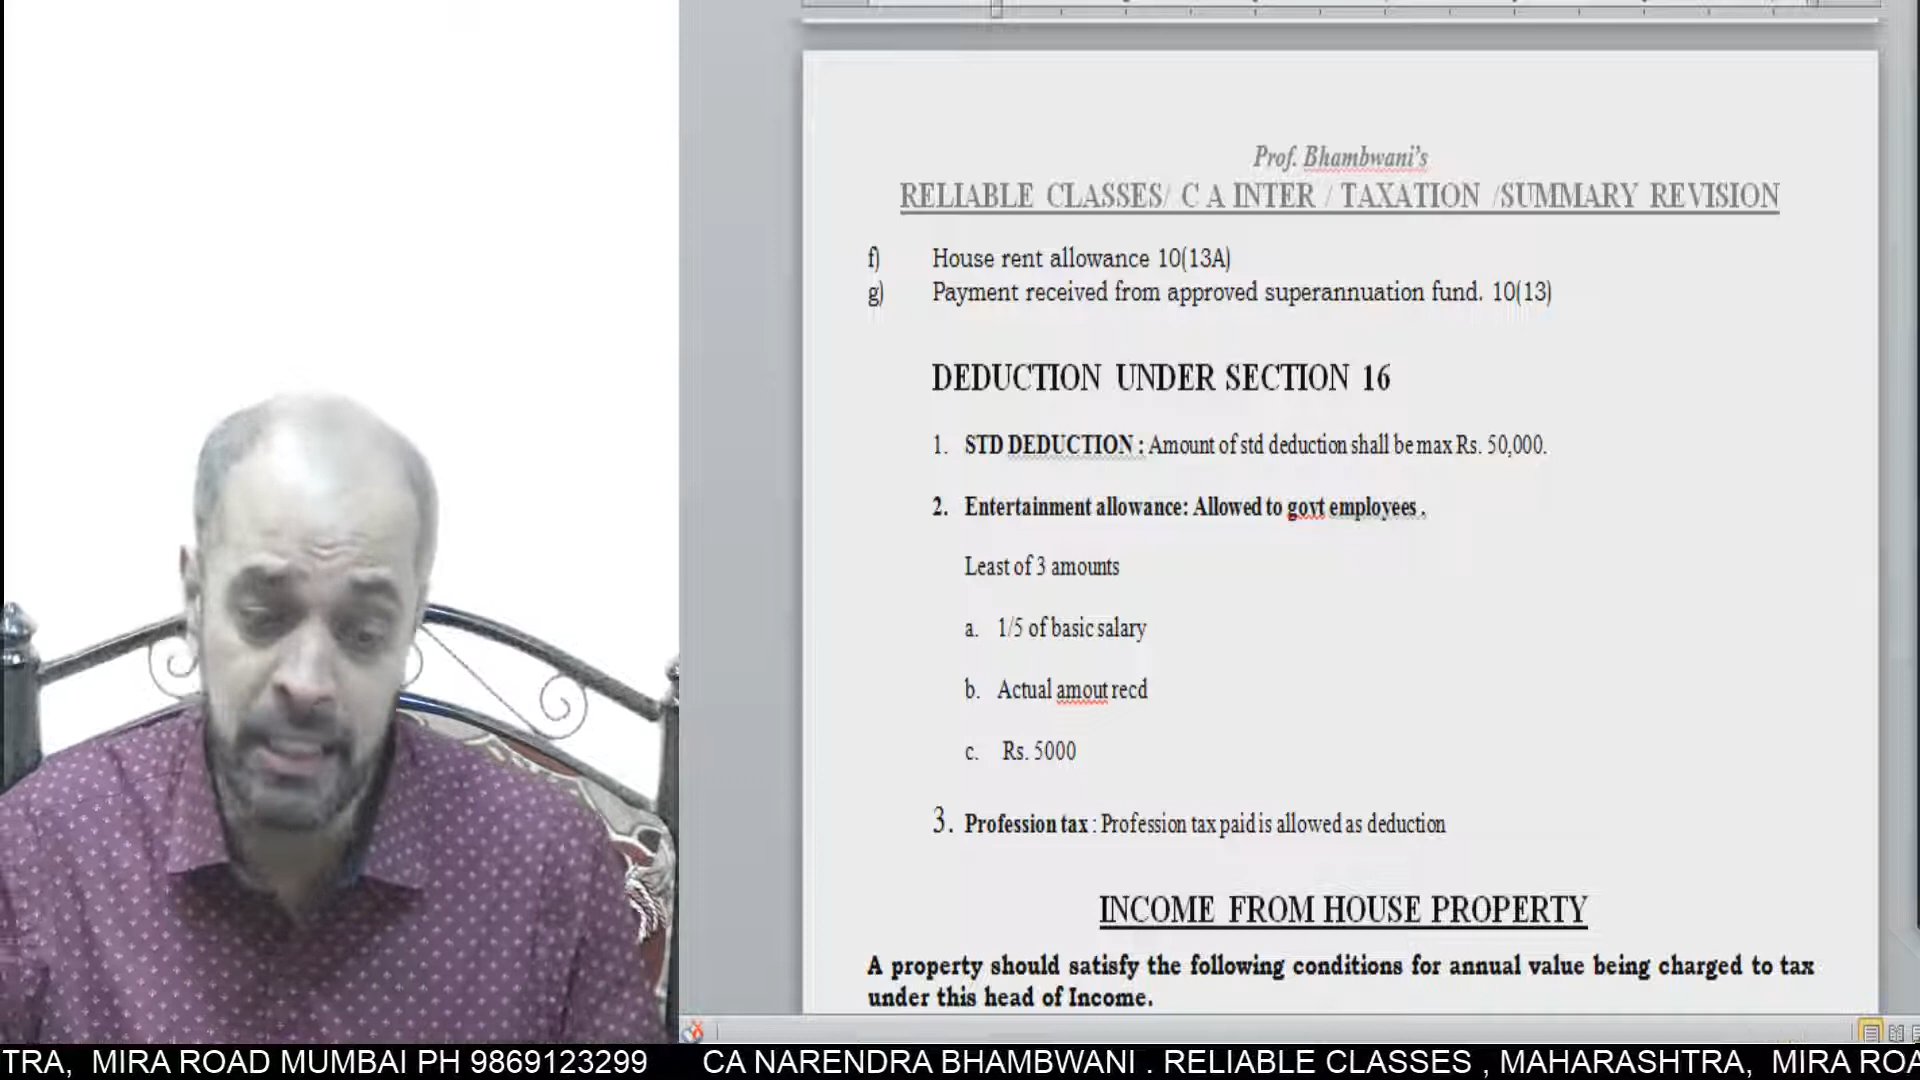 Prof. Bhambwani's
RELIABLE CLASSES/ C A INTER / TAXATION /SUMMARY REVISION
f) House rent allowance 10(13A)
g) Payment received from approved superannuation fund. 10(13)
DEDUCTION UNDER SECTION 16
1. STD DEDUCTION : Amount of std deduction shall be max Rs. 50,000.
2. Entertainment allowance: Allowed to govt employees .
Least of 3 amounts
a. 1/5 of basic salary
b. Actual amout recd
c. Rs. 5000
3. Profession tax : Profession tax paid is allowed as deduction
INCOME FROM HOUSE PROPERTY
A property should satisfy the following conditions for annual value being charged to tax
under this head of Income.
TRA, MIRA ROAD MUMBAI PH 9869123299 CA NARENDRA BHAMBWANI . RELIABLE CLASSES , MAHARASHTRA, MIRA ROA